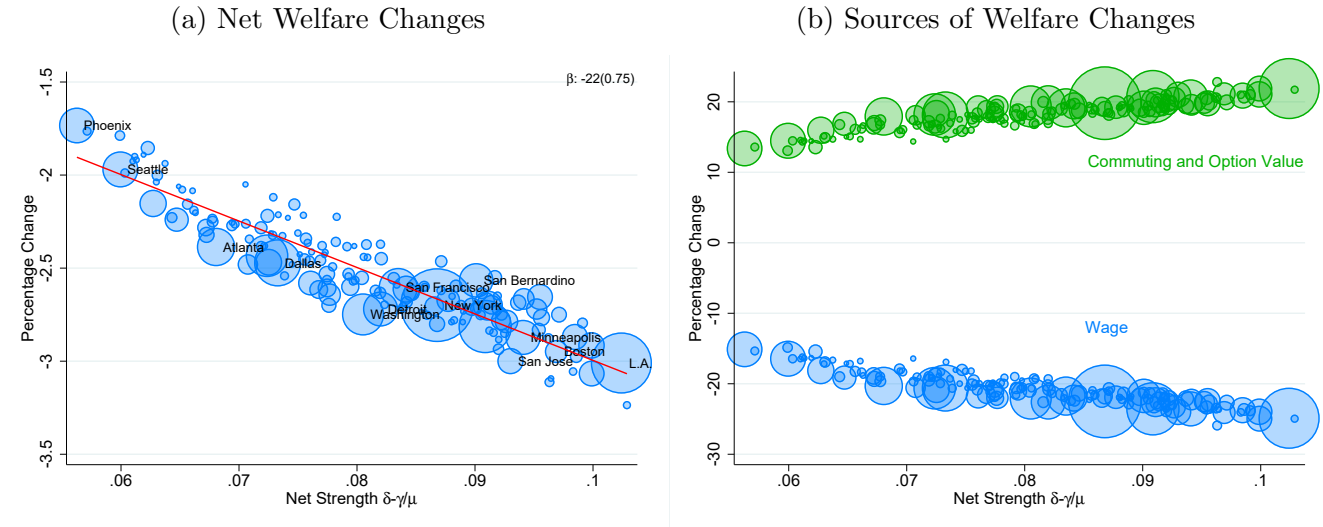 (a) Net Welfare Changes
β: -22(0.75)
-1.5
-2
-2.5
-3
-3.5
Percentage Change
Phoenix
Seattle
Atlanta
Dallas
San Bernardino
San Francisco
New York
Detroit
Washington
Minneapolis
Boston
San Jose
L.A.
.06 .07 .08 .09 .1
Net Strength δ-γ/μ
(b) Sources of Welfare Changes
20
10
0
-10
-20
-30
Percentage Change
Commuting and Option Value
Wage
.06 .07 .08 .09 .1
Net Strength δ-γ/μ